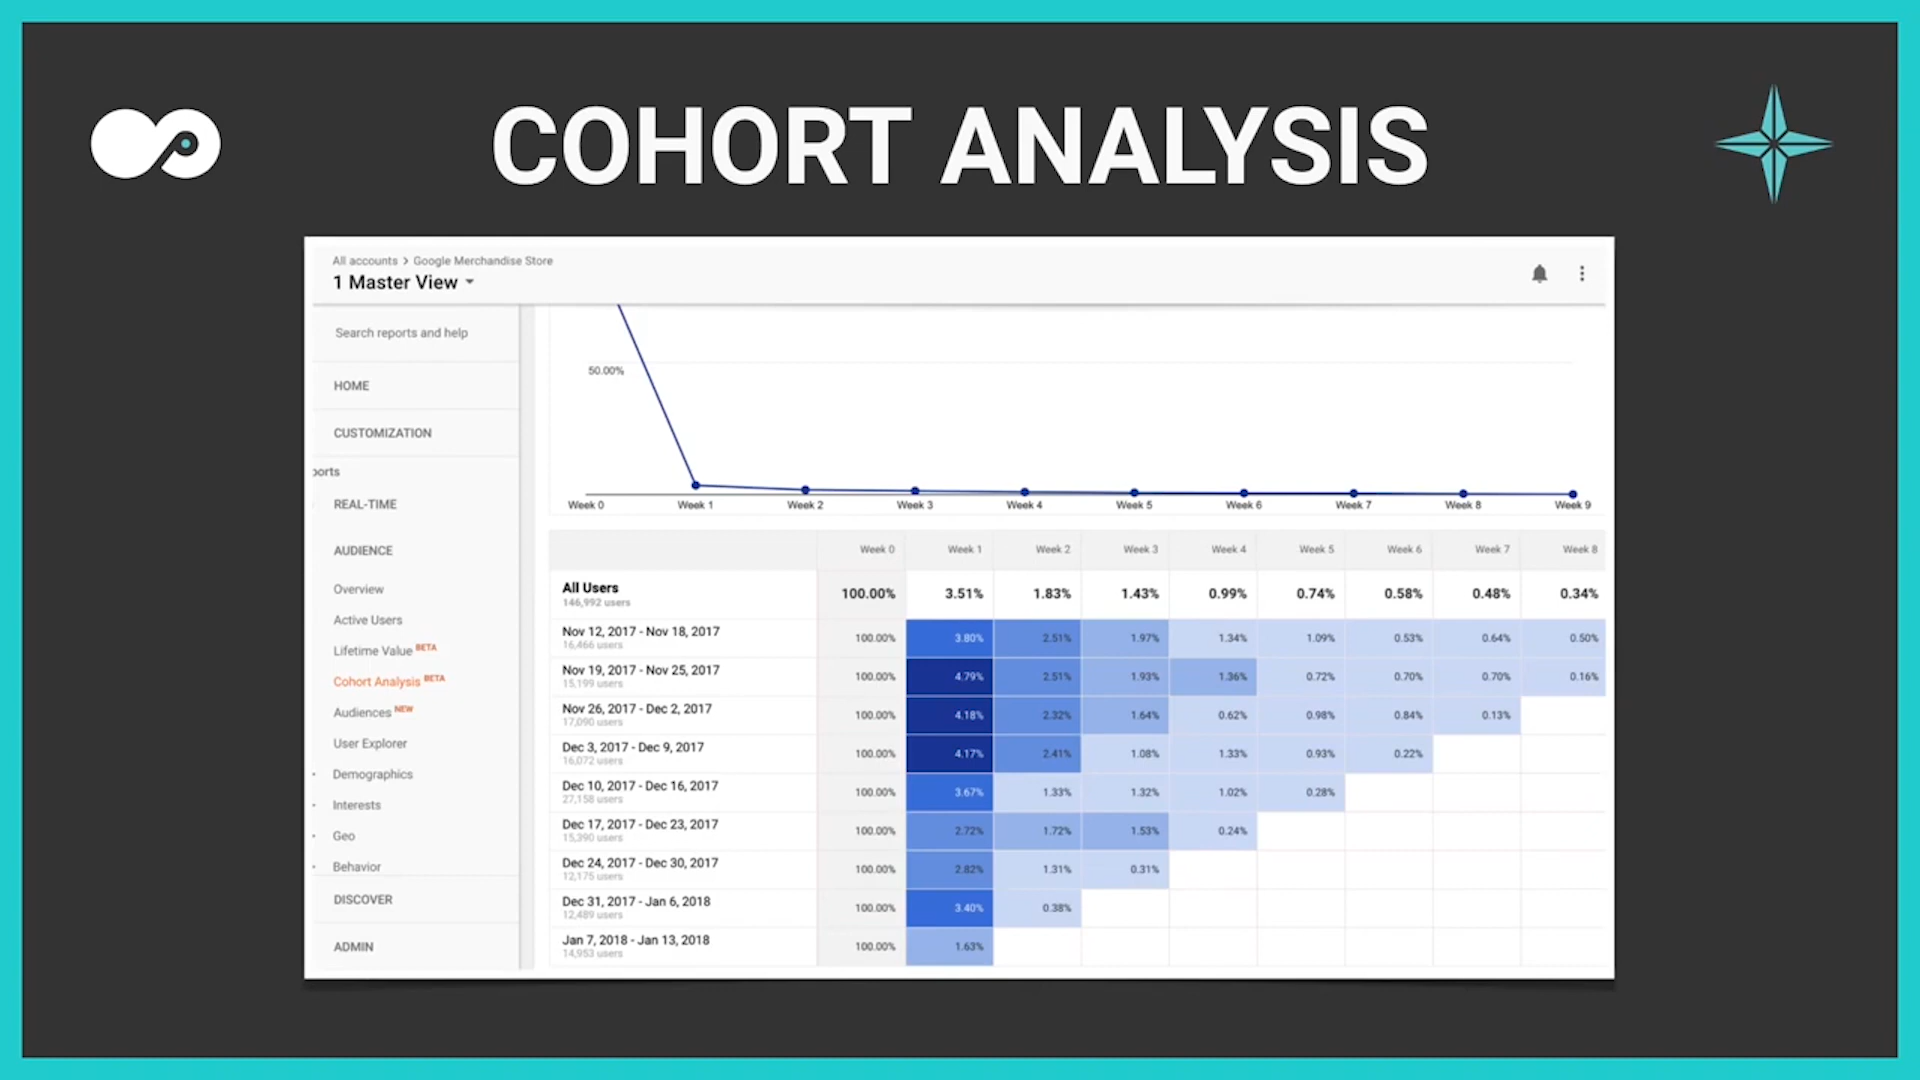 COHORT ANALYSIS
All accounts > Google Merchandise Store
1 Master View
Search reports and help
HOME
CUSTOMIZATION
ports
REAL-TIME
AUDIENCE
Overview
Active Users
Lifetime Value BETA
Cohort Analysis BETA
Audiences NEW
User Explorer
Demographics
Interests
Geo
Behavior
DISCOVER
ADMIN
50.00%
Week 0 Week 1 Week 2 Week 3 Week 4 Week 5 Week 6 Week 7 Week 8 Week 9
Week 0 Week 1 Week 2 Week 3 Week 4 Week 5 Week 6 Week 7 Week 8
All Users
146,992 users
100.00% 3.51% 1.83% 1.43% 0.99% 0.74% 0.58% 0.48% 0.34%
Nov 12, 2017 - Nov 18, 2017
16,466 users
100.00% 3.80% 2.51% 1.97% 1.34% 1.09% 0.53% 0.64% 0.50%
Nov 19, 2017 - Nov 25, 2017
15,199 users
100.00% 4.79% 2.51% 1.93% 1.36% 0.72% 0.70% 0.70% 0.16%
Nov 26, 2017 - Dec 2, 2017
17,090 users
100.00% 4.18% 2.32% 1.64% 0.62% 0.98% 0.84% 0.13%
Dec 3, 2017 - Dec 9, 2017
16,072 users
100.00% 4.17% 2.41% 1.08% 1.33% 0.93% 0.22%
Dec 10, 2017 - Dec 16, 2017
27,158 users
100.00% 3.67% 1.33% 1.32% 1.02% 0.28%
Dec 17, 2017 - Dec 23, 2017
15,390 users
100.00% 2.72% 1.72% 1.53% 0.24%
Dec 24, 2017 - Dec 30, 2017
12,175 users
100.00% 2.82% 1.31% 0.31%
Dec 31, 2017 - Jan 6, 2018
12,489 users
100.00% 3.40% 0.38%
Jan 7, 2018 - Jan 13, 2018
14,953 users
100.00% 1.63%